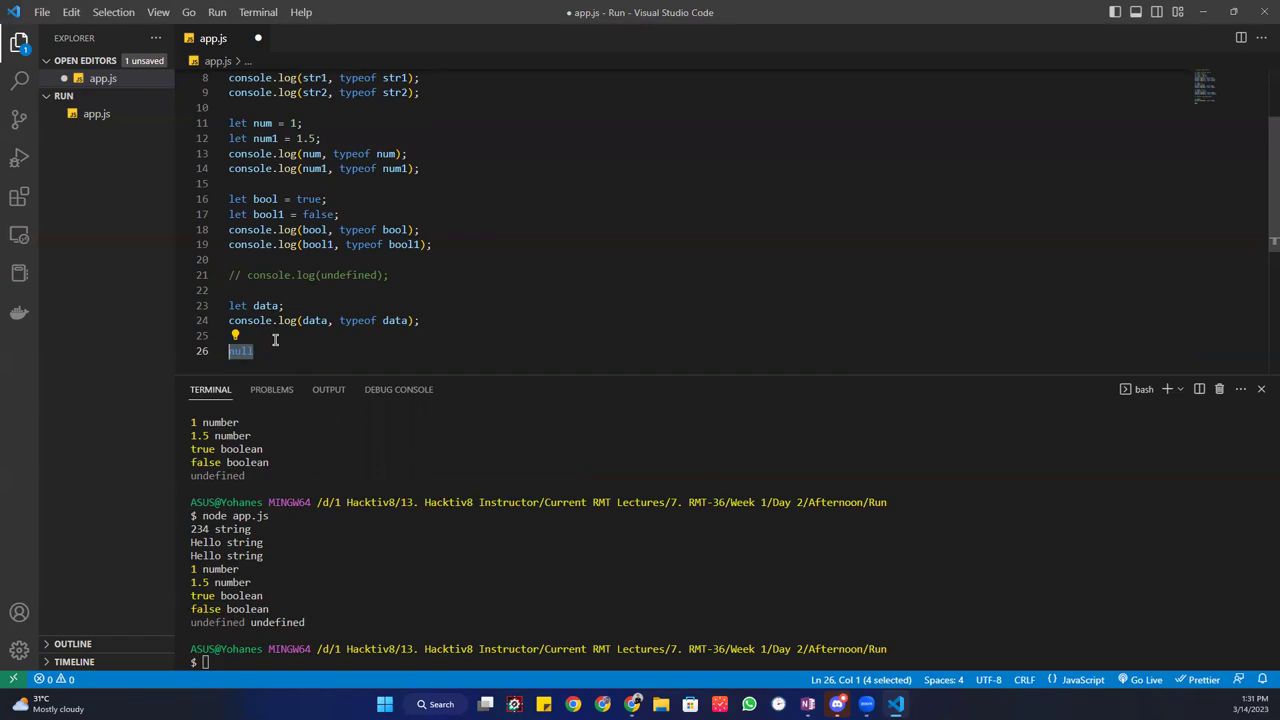 File Edit Selection View Go Run Terminal Help
● app.js - Run - Visual Studio Code
EXPLORER
app.js
OPEN EDITORS 1 unsaved
app.js > ...
app.js
RUN
app.js
8 console.log(str1, typeof str1);
9 console.log(str2, typeof str2);
10
11 let num = 1;
12 let num1 = 1.5;
13 console.log(num, typeof num);
14 console.log(num1, typeof num1);
15
16 let bool = true;
17 let bool1 = false;
18 console.log(bool, typeof bool);
19 console.log(bool1, typeof bool1);
20
21 // console.log(undefined);
22
23 let data;
24 console.log(data, typeof data);
25
26 null
TERMINAL PROBLEMS OUTPUT DEBUG CONSOLE
bash
1 number
1.5 number
true boolean
false boolean
undefined
ASUS@Yohanes MINGW64 /d/1 Hacktiv8/13. Hacktiv8 Instructor/Current RMT Lectures/7. RMT-36/Week 1/Day 2/Afternoon/Run
$ node app.js
234 string
Hello string
Hello string
1 number
1.5 number
true boolean
false boolean
undefined undefined
ASUS@Yohanes MINGW64 /d/1 Hacktiv8/13. Hacktiv8 Instructor/Current RMT Lectures/7. RMT-36/Week 1/Day 2/Afternoon/Run
$
OUTLINE
TIMELINE
0 0
Ln 26, Col 1 (4 selected) Spaces: 4 UTF-8 CRLF JavaScript Go Live Prettier
31°C
Mostly cloudy
Search
1:31 PM
3/14/2023